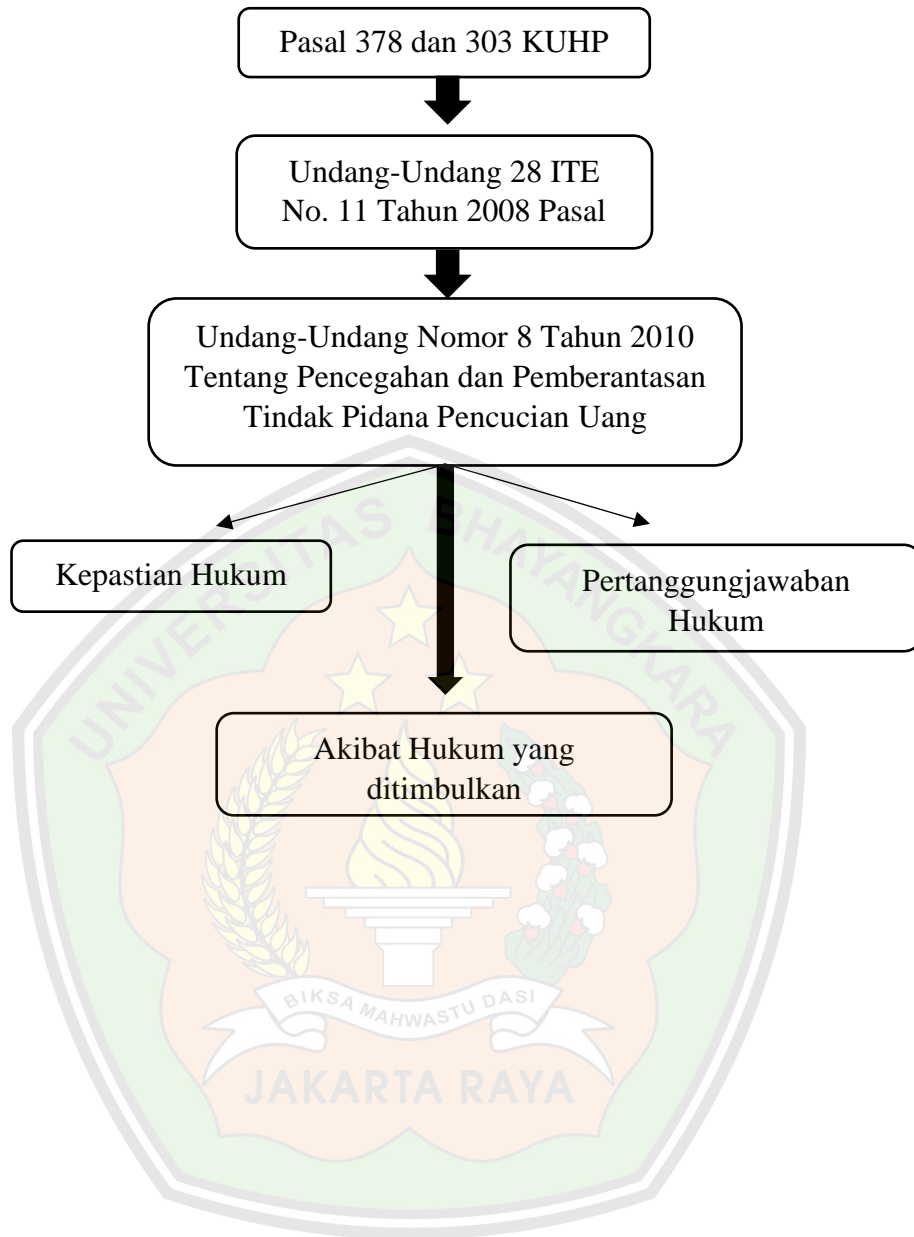 Pasal 378 dan 303 KUHP
Undang-Undang 28 ITE
No. 11 Tahun 2008 Pasal
Undang-Undang Nomor 8 Tahun 2010
Tentang Pencegahan dan Pemberantasan
Tindak Pidana Pencucian Uang
UNIVERSITAS BHAYANGKARA
Kepastian Hukum
Pertanggungjawaban
Hukum
Akibat Hukum yang
ditimbulkan
BIKSA MAHWASTU DASI
JAKARTA RAYA